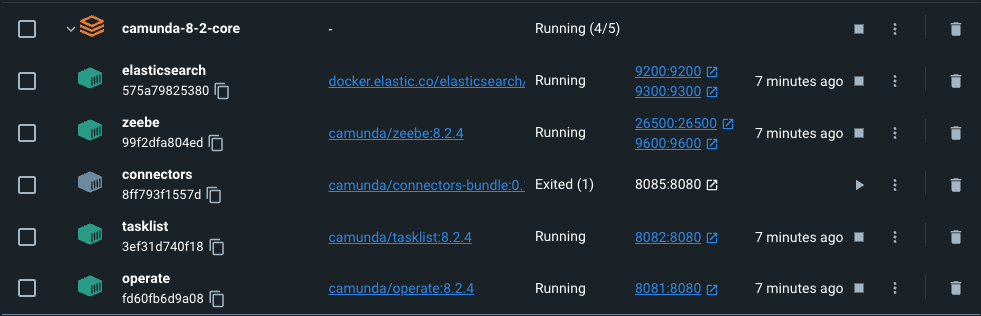 camunda-8-2-core - Running (4/5)
elasticsearch
575a79825380 docker.elastic.co/elasticsearch/ Running 9200:9200 9300:9300 7 minutes ago
zeebe
99f2dfa804ed camunda/zeebe:8.2.4 Running 26500:26500 9600:9600 7 minutes ago
connectors
8ff793f1557d camunda/connectors-bundle:0. Exited (1) 8085:8080
tasklist
3ef31d740f18 camunda/tasklist:8.2.4 Running 8082:8080 7 minutes ago
operate
fd60fb6d9a08 camunda/operate:8.2.4 Running 8081:8080 7 minutes ago